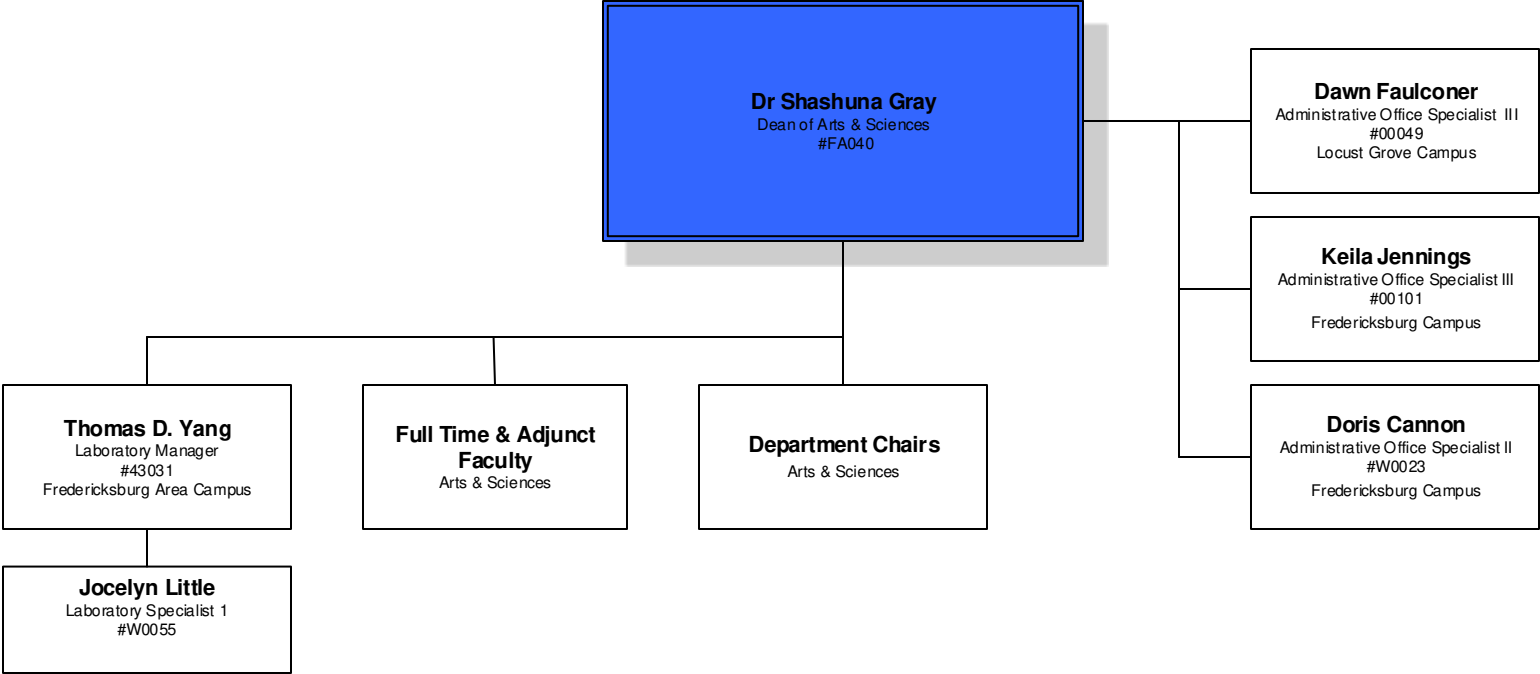 Dr Shashuna Gray
Dean of Arts & Sciences
#FA040
Dawn Faulconer
Administrative Office Specialist III
#00049
Locust Grove Campus
Keila Jennings
Administrative Office Specialist III
#00101
Fredericksburg Campus
Doris Cannon
Administrative Office Specialist II
#W0023
Fredericksburg Campus
Thomas D. Yang
Laboratory Manager
#43031
Fredericksburg Area Campus
Full Time & Adjunct
Faculty
Arts & Sciences
Department Chairs
Arts & Sciences
Jocelyn Little
Laboratory Specialist 1
#W0055